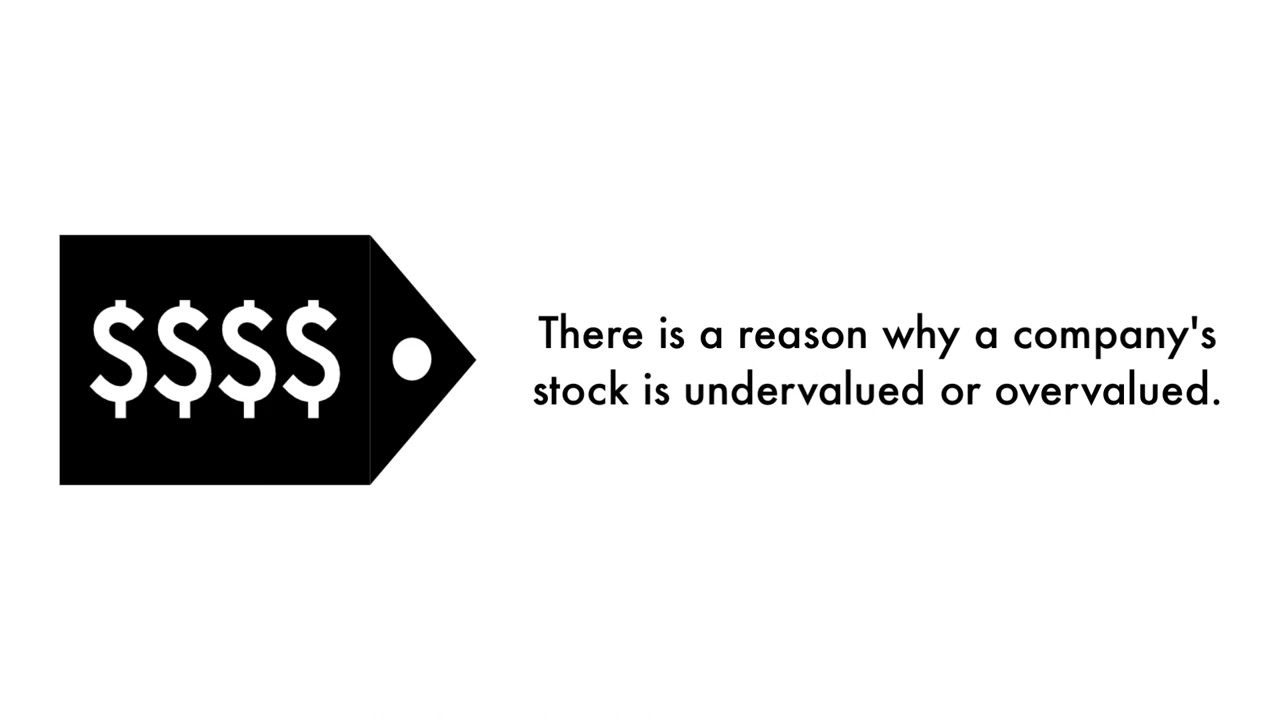 $$$$
There is a reason why a company's
stock is undervalued or overvalued.